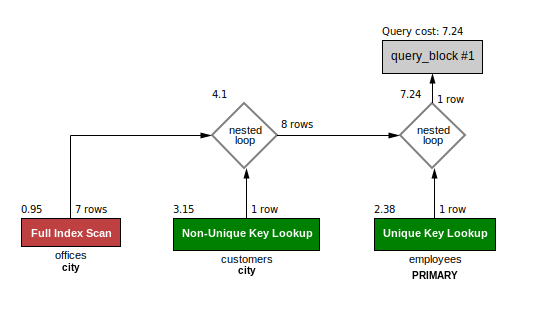 Query cost: 7.24
query_block #1
4.1
7.24
1 row
nested
loop
8 rows
nested
loop
0.95
7 rows
3.15
1 row
2.38
1 row
Full Index Scan
Non-Unique Key Lookup
Unique Key Lookup
offices
city
customers
city
employees
PRIMARY